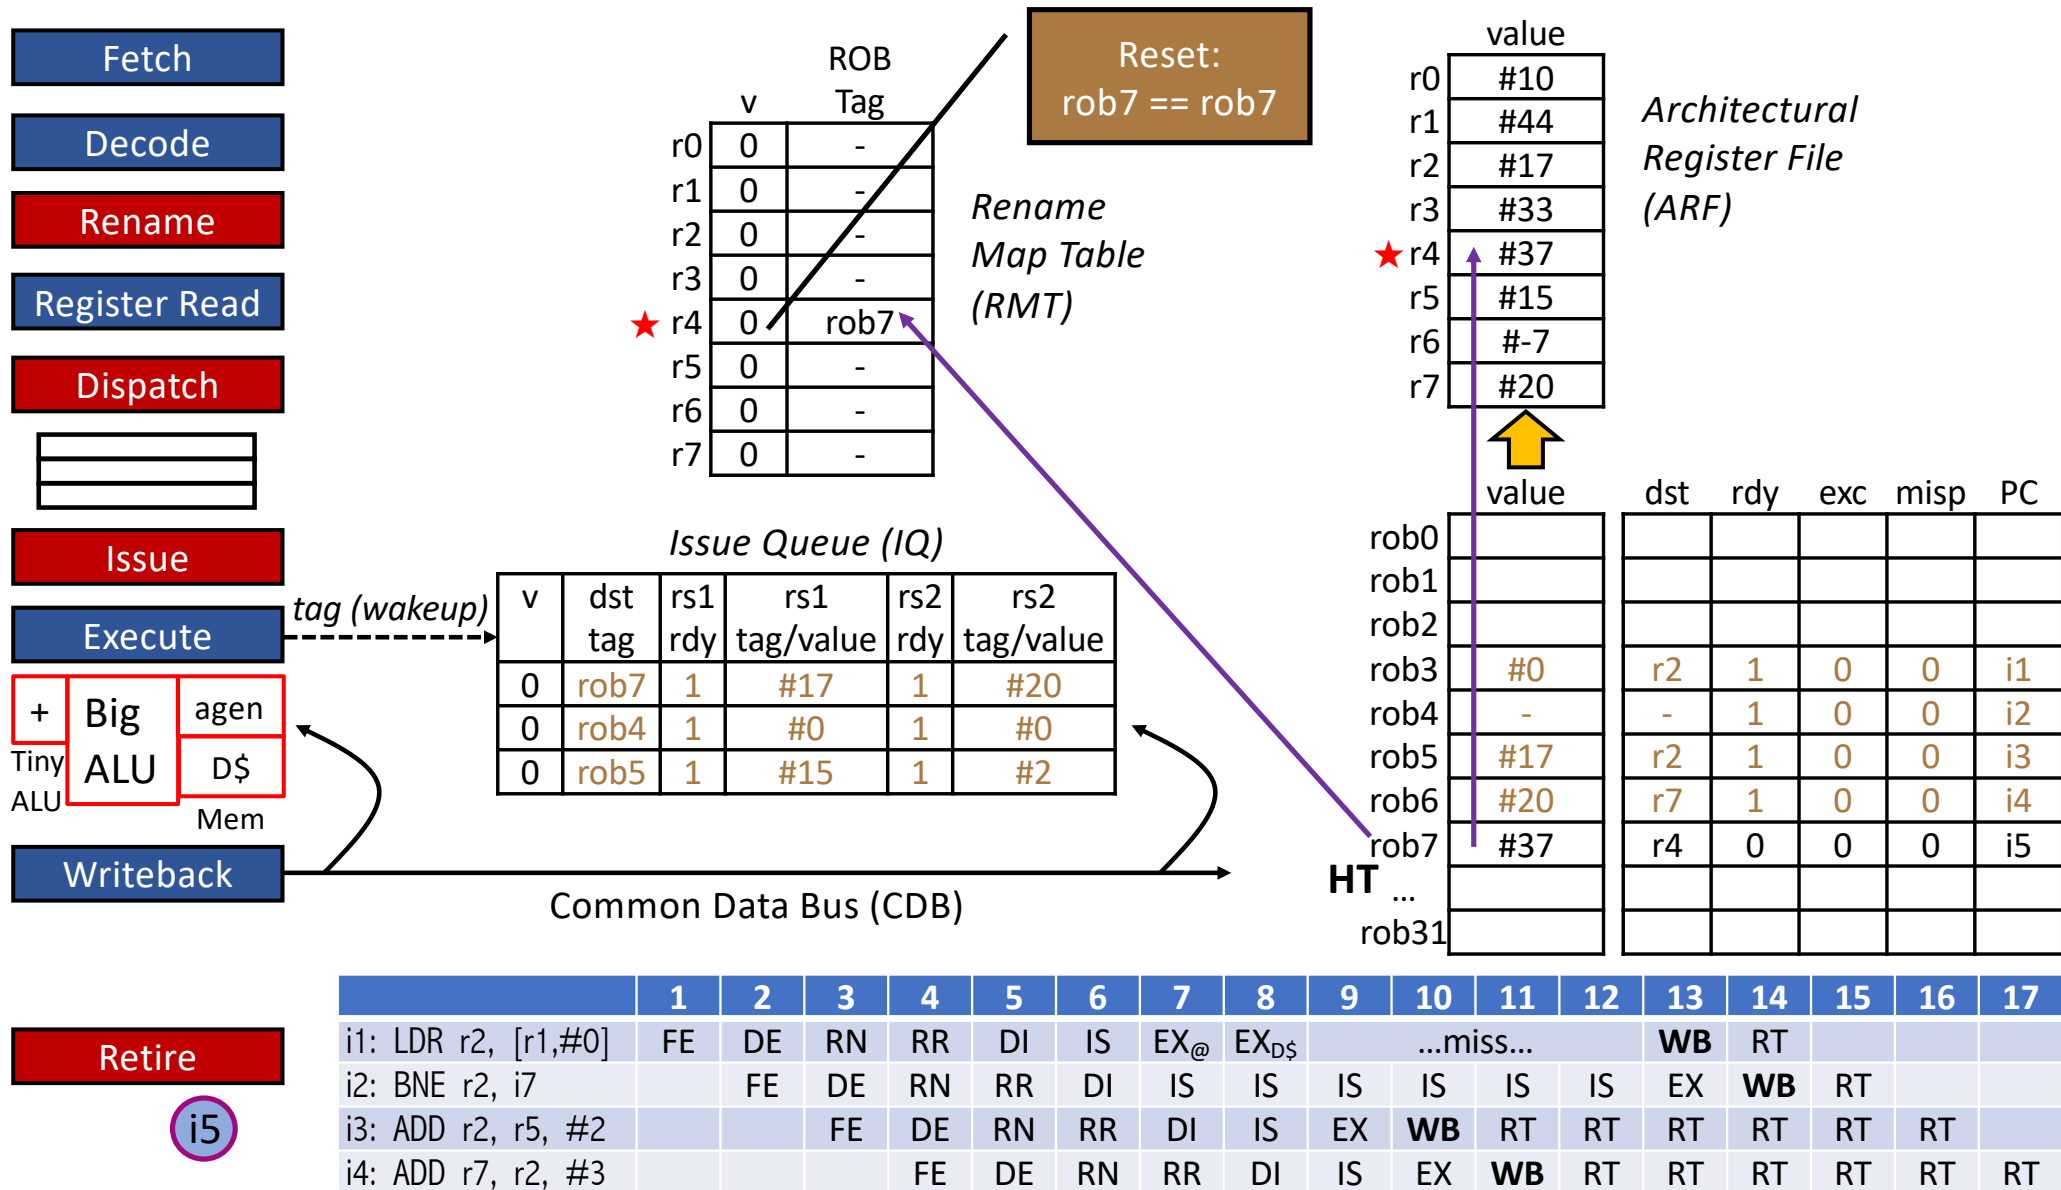 Fetch
Decode
Rename
Register Read
Dispatch
Issue
Execute
+
Tiny
ALU
Big
ALU
agen
D$
Mem
Writeback
Retire
i5
tag (wakeup)
ROB
v Tag
r0 0 -
r1 0 -
r2 0 -
r3 0 -
r4 0 rob7
r5 0 -
r6 0 -
r7 0 -
Rename
Map Table
(RMT)
Reset:
rob7 == rob7
value
r0 #10
r1 #44
r2 #17
r3 #33
r4 #37
r5 #15
r6 #-7
r7 #20
Architectural
Register File
(ARF)
Issue Queue (IQ)
v dst rs1 rs1 rs2 rs2
tag rdy tag/value rdy tag/value
0 rob7 1 #17 1 #20
0 rob4 1 #0 1 #0
0 rob5 1 #15 1 #2
Common Data Bus (CDB)
value dst rdy exc misp PC
rob0
rob1
rob2
rob3 #0 r2 1 0 0 i1
rob4 - - 1 0 0 i2
rob5 #17 r2 1 0 0 i3
rob6 #20 r7 1 0 0 i4
rob7 #37 r4 0 0 0 i5
HT
...
rob31
1 2 3 4 5 6 7 8 9 10 11 12 13 14 15 16 17
i1: LDR r2, [r1,#0] FE DE RN RR DI IS EX@ EXD$ ...miss... WB RT
i2: BNE r2, i7 FE DE RN RR DI IS IS IS IS IS IS EX WB RT
i3: ADD r2, r5, #2 FE DE RN RR DI IS EX WB RT RT RT RT RT RT
i4: ADD r7, r2, #3 FE DE RN RR DI IS EX WB RT RT RT RT RT RT